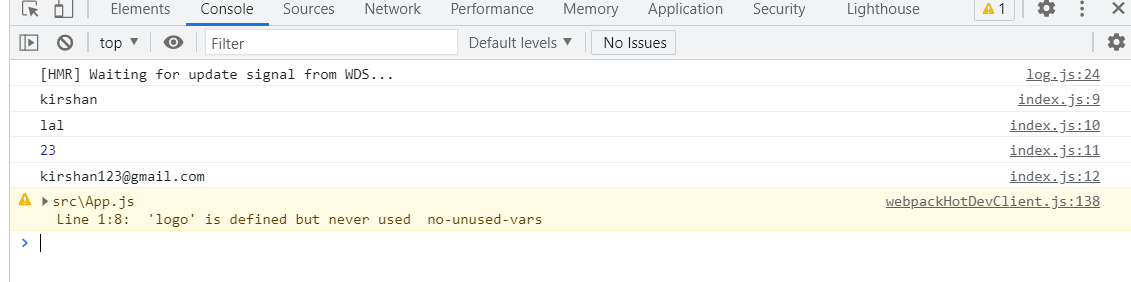 Elements Console Sources Network Performance Memory Application Security Lighthouse 1
top Filter Default levels No Issues
[HMR] Waiting for update signal from WDS... log.js:24
kirshan index.js:9
lal index.js:10
23 index.js:11
kirshan123@gmail.com index.js:12
src\App.js webpackHotDevClient.js:138
Line 1:8: 'logo' is defined but never used no-unused-vars